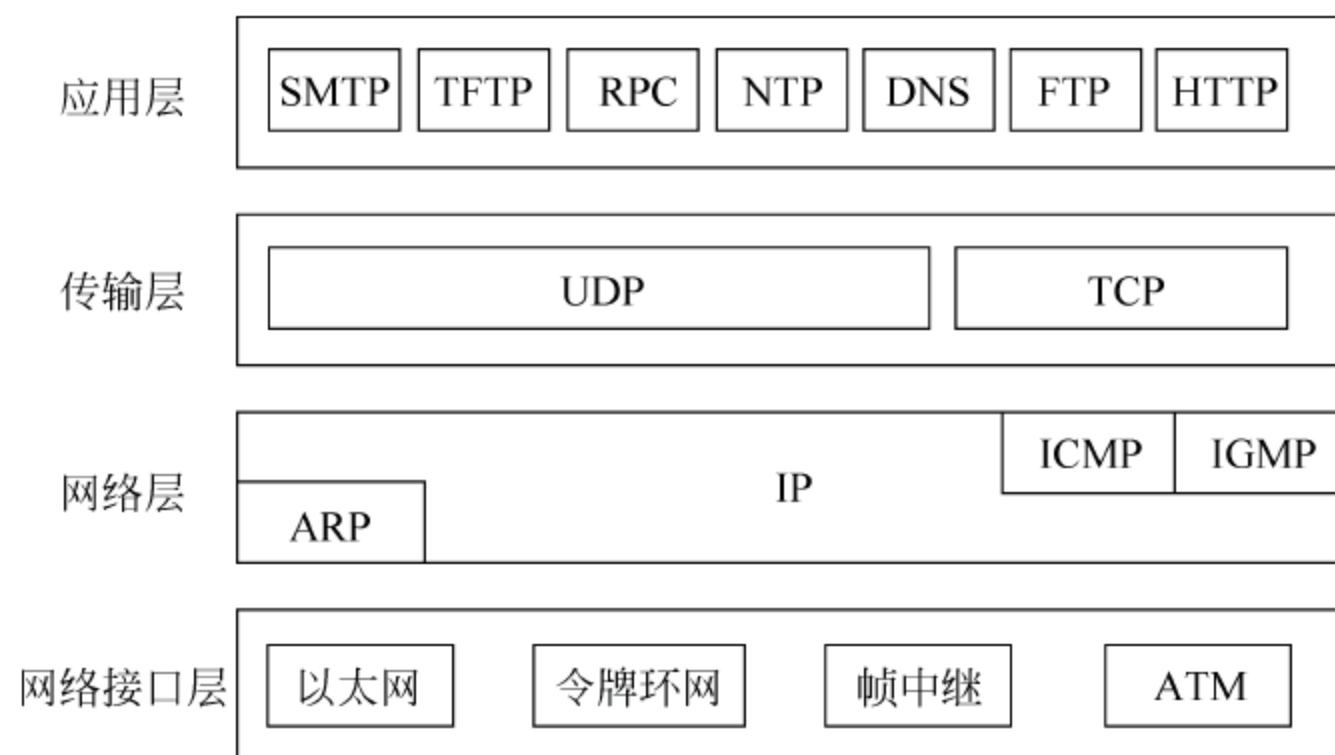 应用层 SMTP TFTP RPC NTP DNS FTP HTTP
传输层 UDP TCP
ICMP IGMP
网络层 IP
ARP
网络接口层 以太网 令牌环网 帧中继 ATM